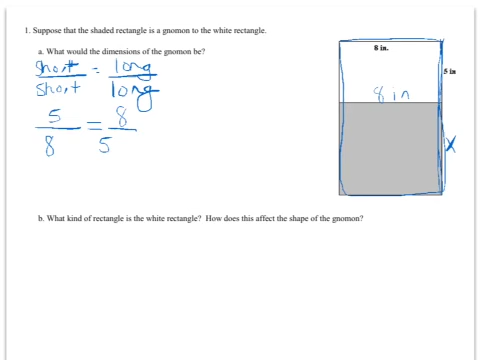 1. Suppose that the shaded rectangle is a gnomon to the white rectangle.
a. What would the dimensions of the gnomon be?
8 in.
short = long
short long
5 in
8 in
5 = 8
8 5
x
b. What kind of rectangle is the white rectangle? How does this affect the shape of the gnomon?